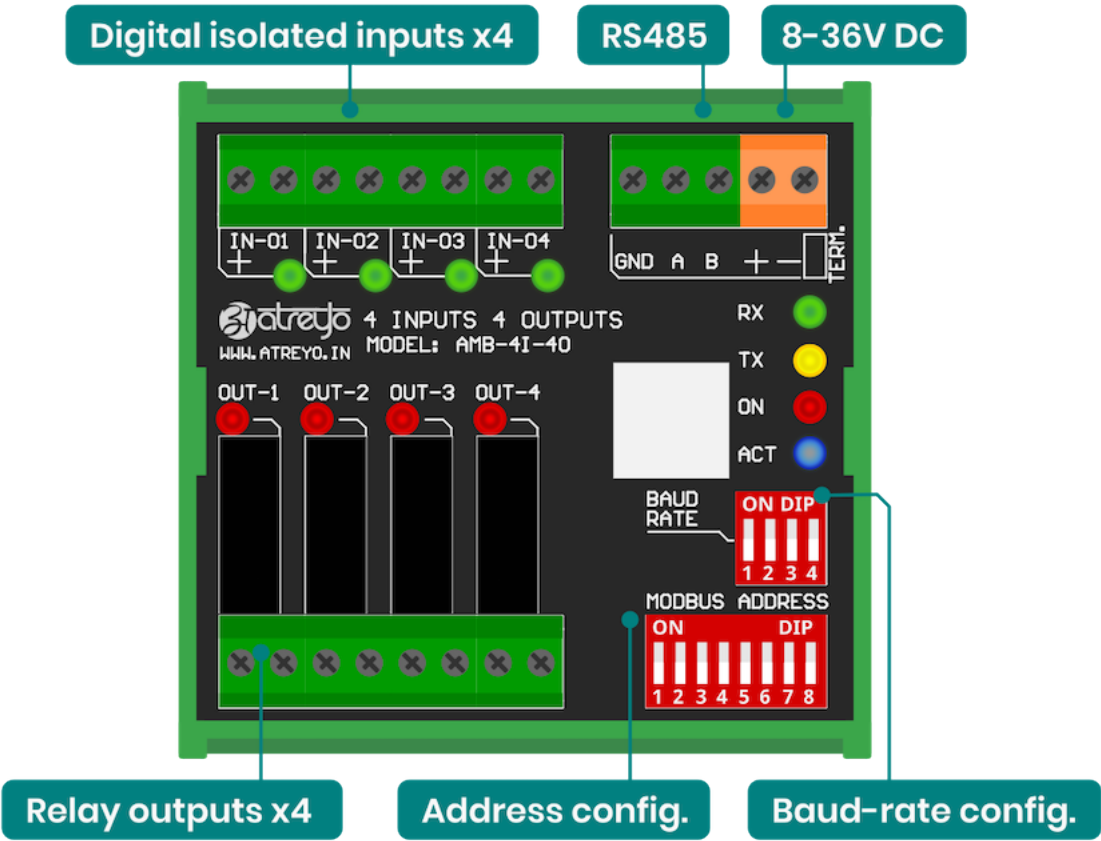 Digital isolated inputs x4
RS485
8-36V DC
IN-01 IN-02 IN-03 IN-04
+ + + +
GND A B + -
TERM.
atreyo 4 INPUTS 4 OUTPUTS
WWW.ATREYO.IN MODEL: AMB-4I-4O
RX
TX
ON
ACT
OUT-1 OUT-2 OUT-3 OUT-4
BAUD
RATE
ON DIP
1 2 3 4
MODBUS ADDRESS
ON DIP
1 2 3 4 5 6 7 8
Relay outputs x4
Address config.
Baud-rate config.